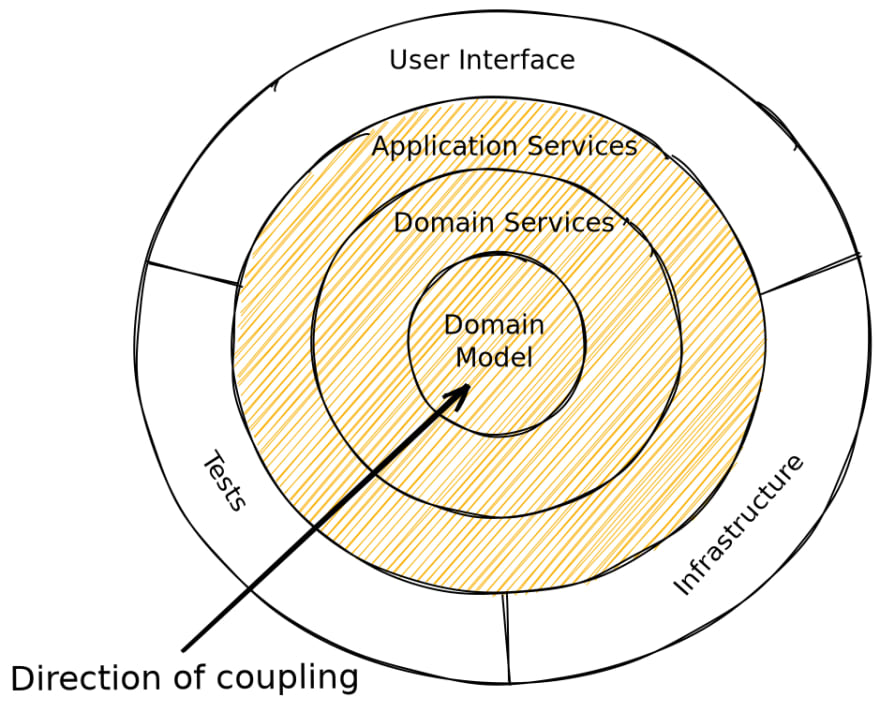 User Interface
Application Services
Domain Services
Domain
Model
Tests
Infrastructure
Direction of coupling